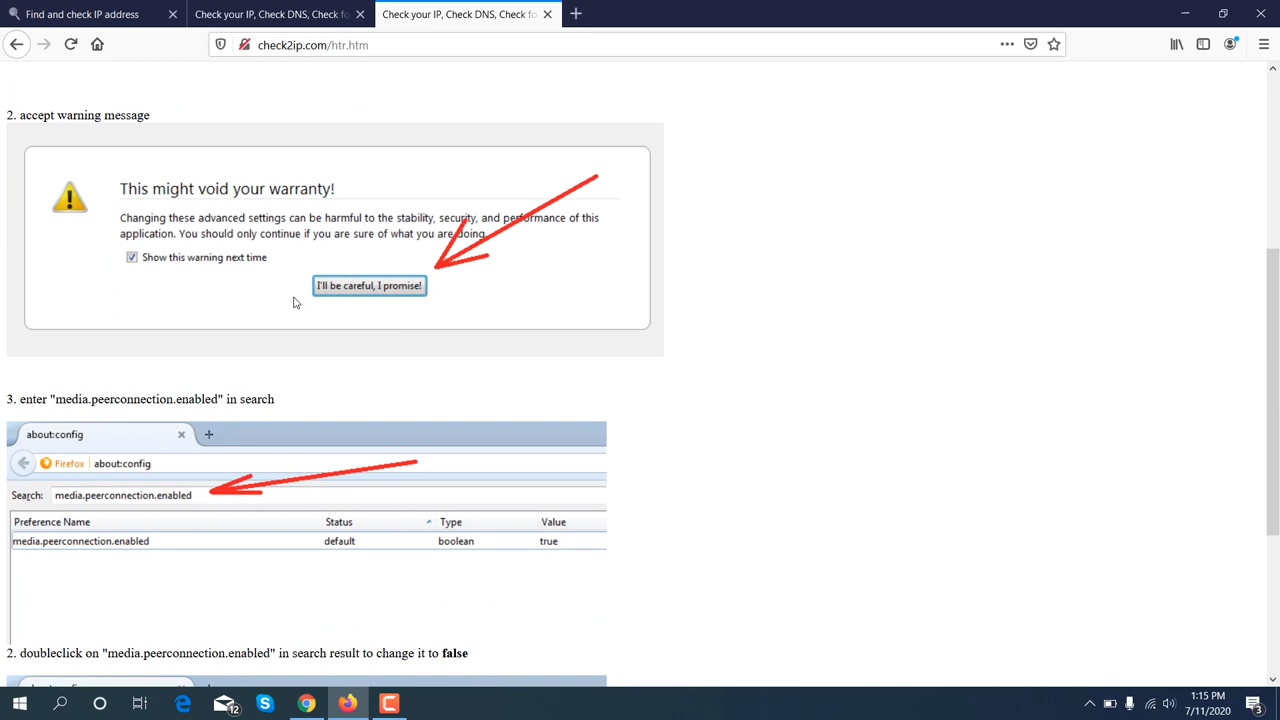 Find and check IP address
Check your IP, Check DNS, Check fo
Check your IP, Check DNS, Check fo
check2ip.com/htr.htm
2. accept warning message
This might void your warranty!
Changing these advanced settings can be harmful to the stability, security, and performance of this
application. You should only continue if you are sure of what you are doing.
Show this warning next time
I'll be careful, I promise!
3. enter "media.peerconnection.enabled" in search
about:config
Firefox about:config
Search: media.peerconnection.enabled
Preference Name Status Type Value
media.peerconnection.enabled default boolean true
2. doubleclick on "media.peerconnection.enabled" in search result to change it to false
12
1:15 PM
7/11/2020
3